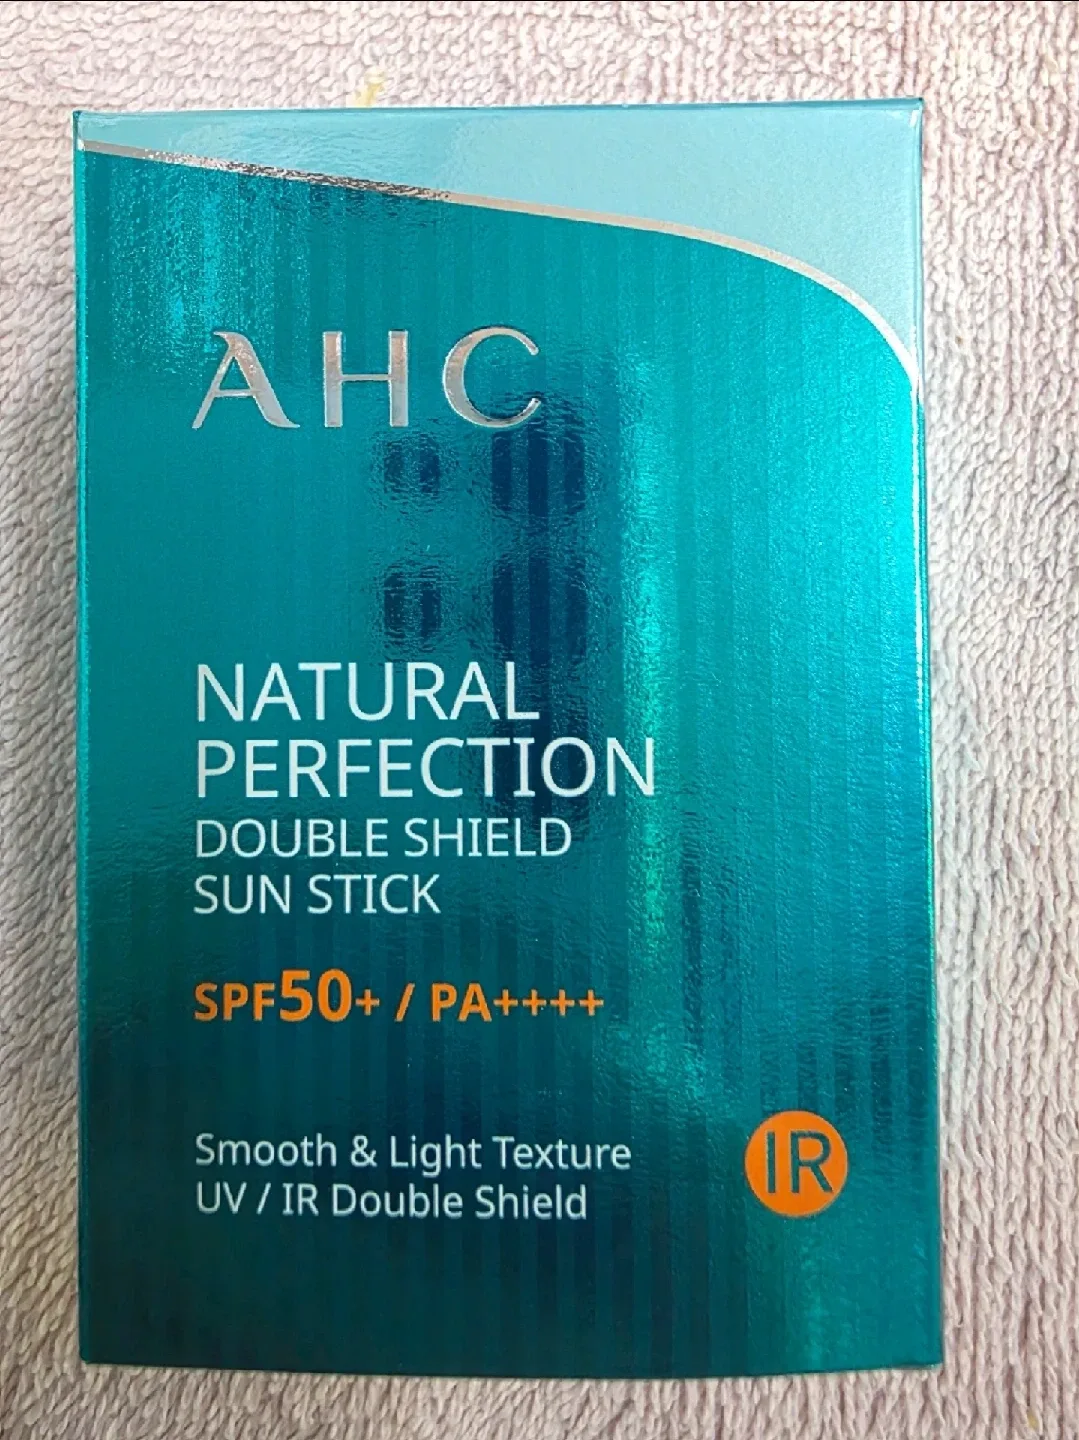 AHC
NATURAL
PERFECTION
DOUBLE SHIELD
SUN STICK
SPF50+ / PA++++
Smooth & Light Texture
UV / IR Double Shield
IR